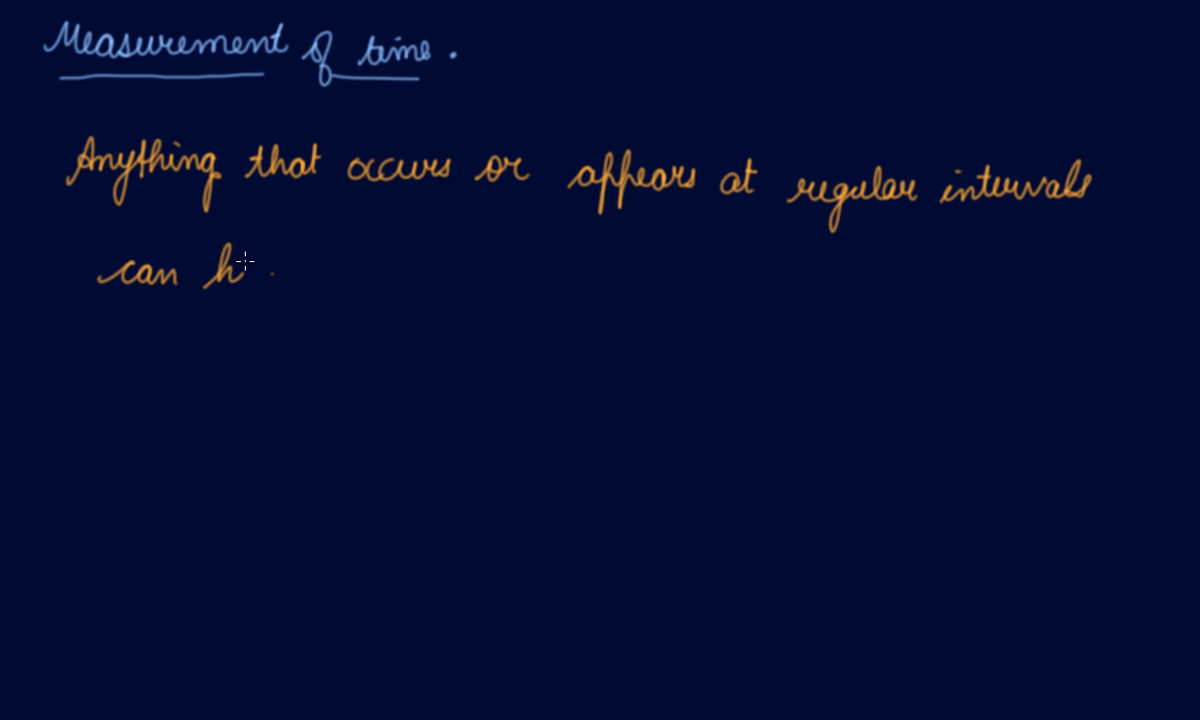 Measurement of time.
Anything that occurs or appears at regular intervals
can h